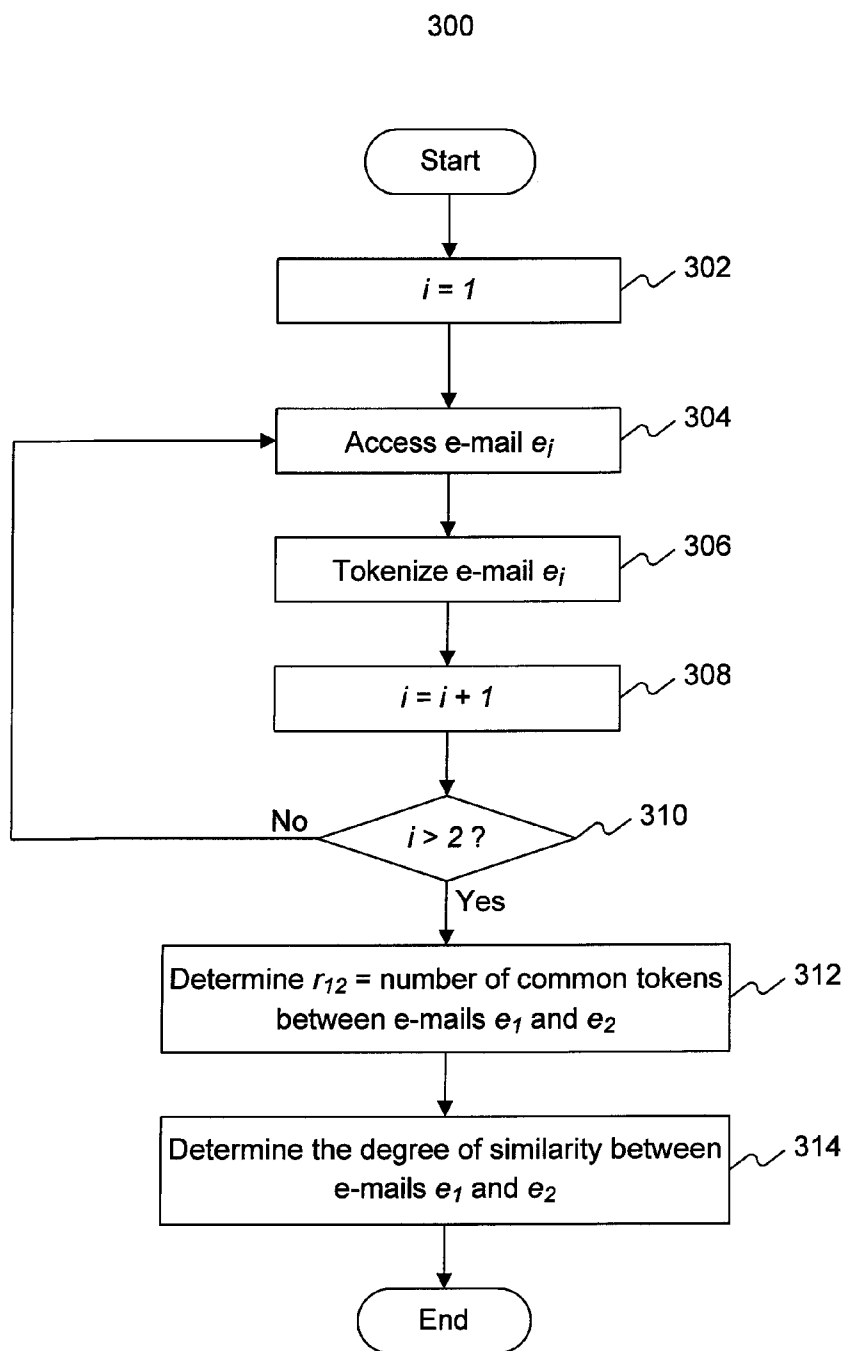 300
Start
i = 1
302
Access e-mail ei
304
Tokenize e-mail ei
306
i = i + 1
308
No
i > 2 ?
310
Yes
Determine r12 = number of common tokens
between e-mails e1 and e2
312
Determine the degree of similarity between
e-mails e1 and e2
314
End